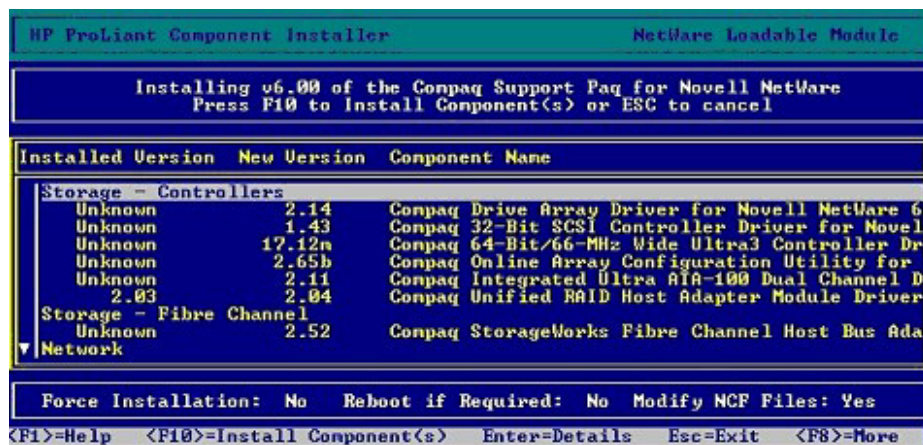 HP ProLiant Component Installer NetWare Loadable Module
Installing v6.00 of the Compaq Support Paq for Novell NetWare
Press F10 to Install Component(s) or ESC to cancel
Installed Version New Version Component Name
Storage - Controllers
Unknown 2.14 Compaq Drive Array Driver for Novell NetWare 6
Unknown 1.43 Compaq 32-Bit SCSI Controller Driver for Novel
Unknown 17.12m Compaq 64-Bit/66-MHz Wide Ultra3 Controller Dr
Unknown 2.65b Compaq Online Array Configuration Utility for
Unknown 2.11 Compaq Integrated Ultra ATA-100 Dual Channel D
2.03 2.04 Compaq Unified RAID Host Adapter Module Driver
Storage - Fibre Channel
Unknown 2.52 Compaq StorageWorks Fibre Channel Host Bus Ada
Network
Force Installation: No Reboot if Required: No Modify NCF Files: Yes
<F1>=Help <F10>=Install Component(s) Enter=Details Esc=Exit <F8>=More